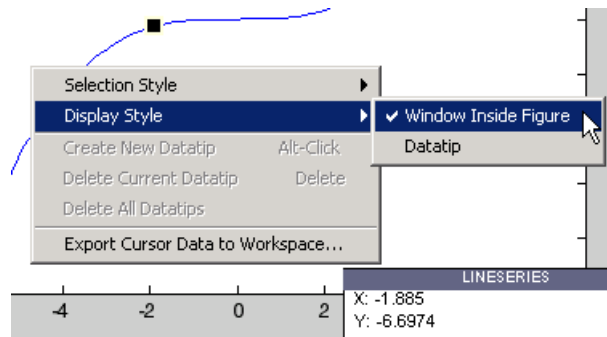 Selection Style
Display Style
Window Inside Figure
Datatip
Create New Datatip Alt-Click
Delete Current Datatip Delete
Delete All Datatips
Export Cursor Data to Workspace...
LINESERIES
X: -1.885
Y: -6.6974
-4 -2 0 2